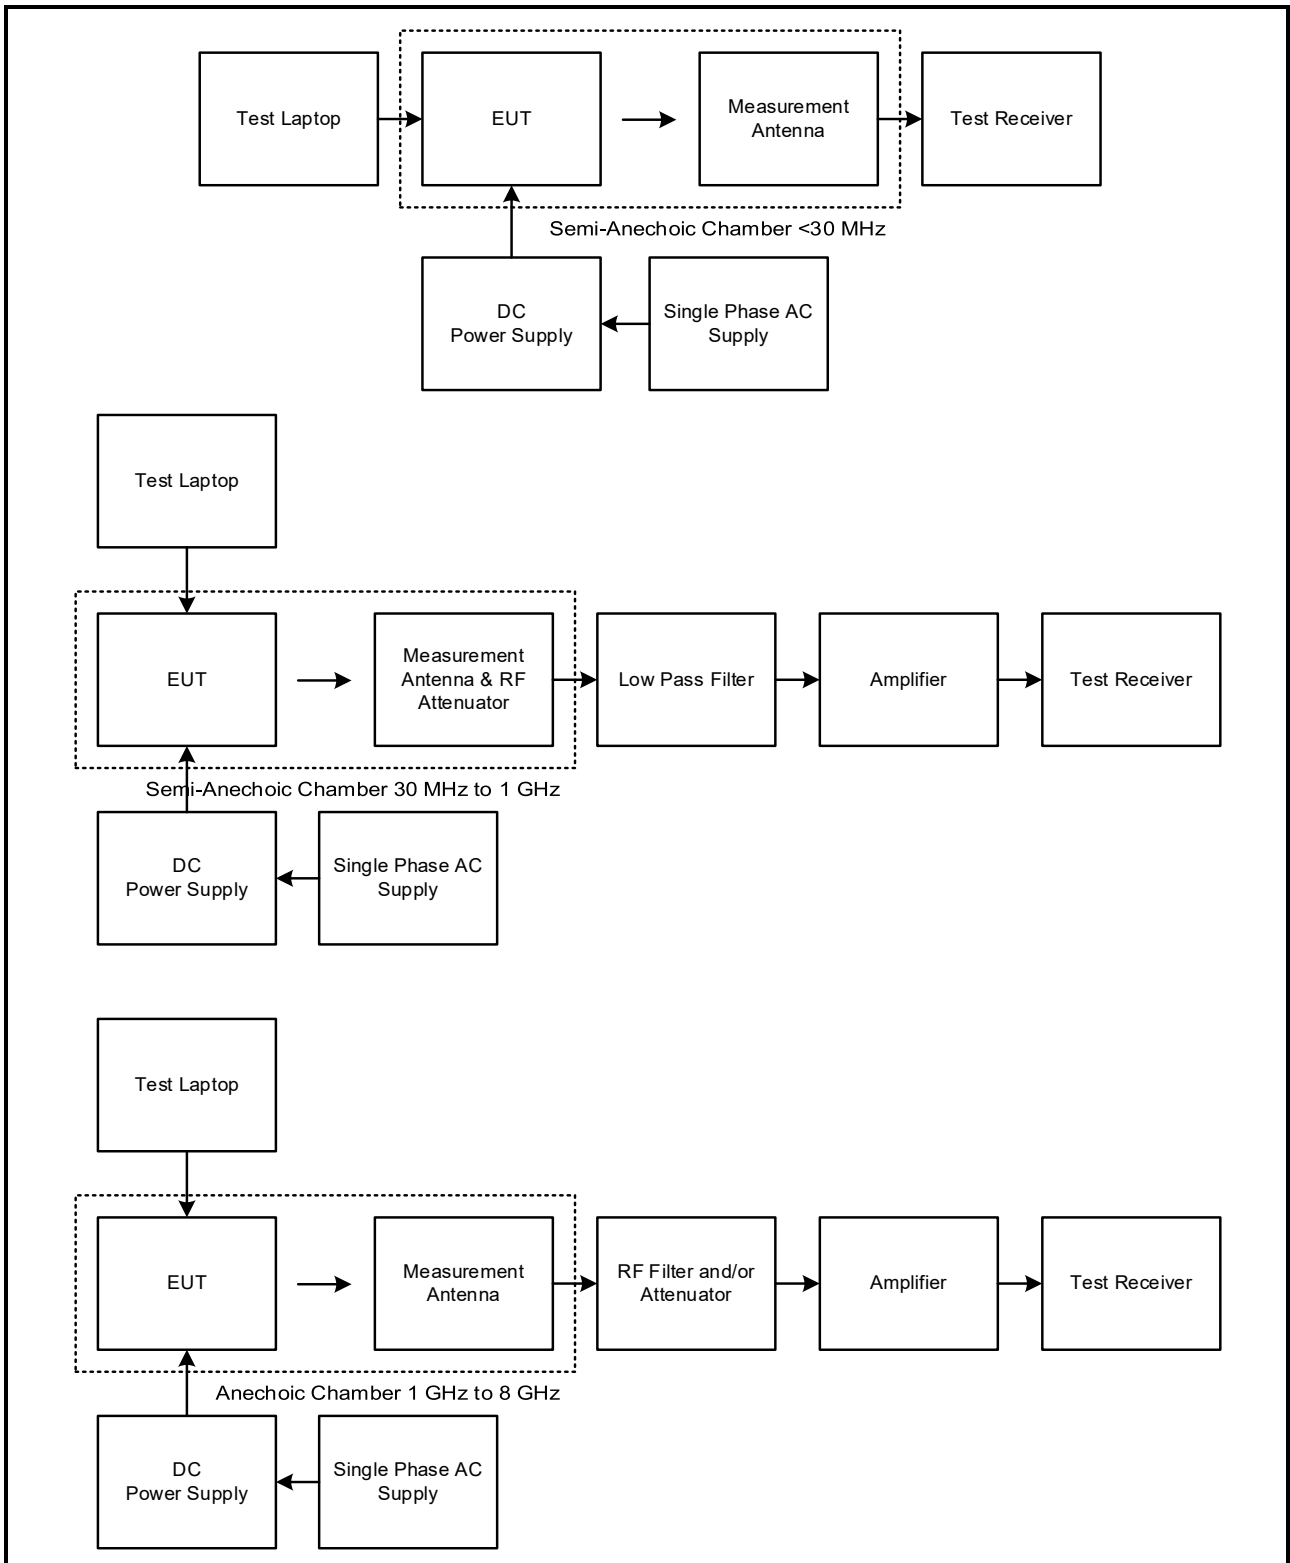 Test Laptop
EUT
Measurement
Antenna
Test Receiver
Semi-Anechoic Chamber <30 MHz
DC
Power Supply
Single Phase AC
Supply
Test Laptop
EUT
Measurement
Antenna & RF
Attenuator
Low Pass Filter
Amplifier
Test Receiver
Semi-Anechoic Chamber 30 MHz to 1 GHz
DC
Power Supply
Single Phase AC
Supply
Test Laptop
EUT
Measurement
Antenna
RF Filter and/or
Attenuator
Amplifier
Test Receiver
Anechoic Chamber 1 GHz to 8 GHz
DC
Power Supply
Single Phase AC
Supply